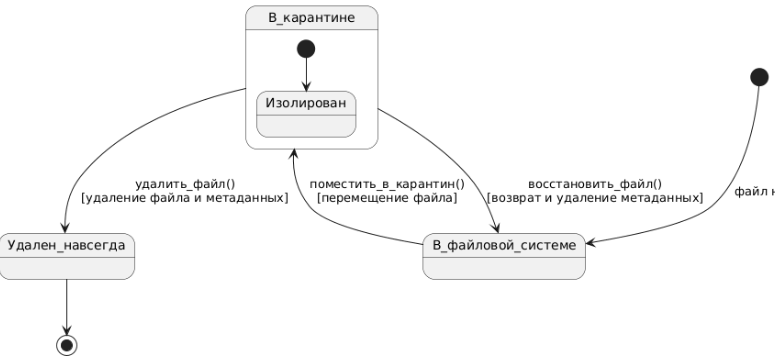 В_карантине
Изолирован
удалить_файл()
[удаление файла и метаданных]
поместить_в_карантин()
[перемещение файла]
восстановить_файл()
[возврат и удаление метаданных]
файл
Удален_навсегда
В_файловой_системе